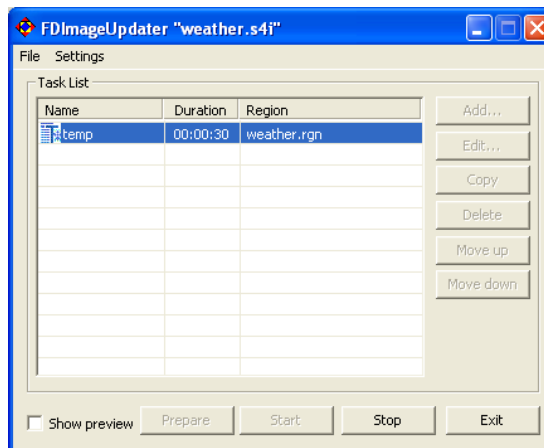 FDImageUpdater "weather.s4i"
File Settings
Task List
Name Duration Region
temp 00:00:30 weather.rgn
Add...
Edit...
Copy
Delete
Move up
Move down
Show preview Prepare Start Stop Exit